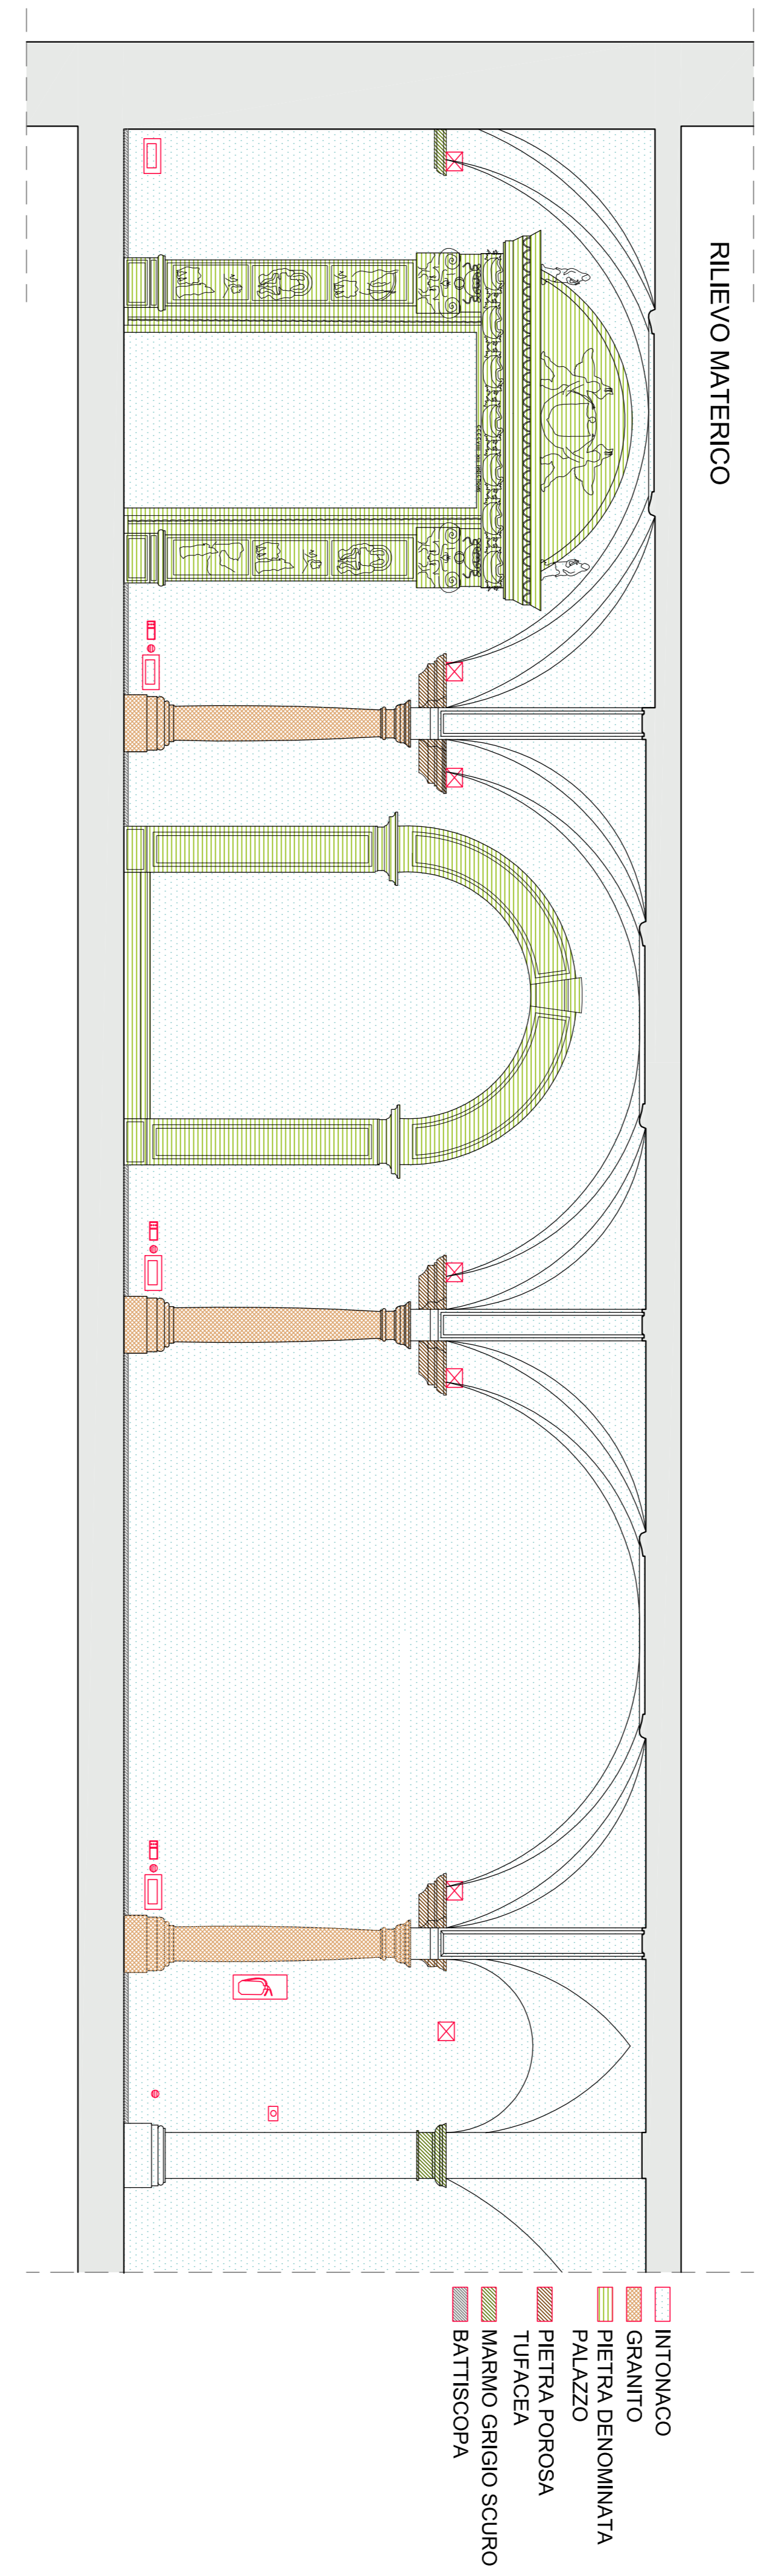 RILIEVO MATERICO
INTONACO
GRANITO
PIETRA DENOMINATA
PALAZZO
PIETRA POROSA
TUFACEA
MARMO GRIGIO SCURO
BATTISCOPA